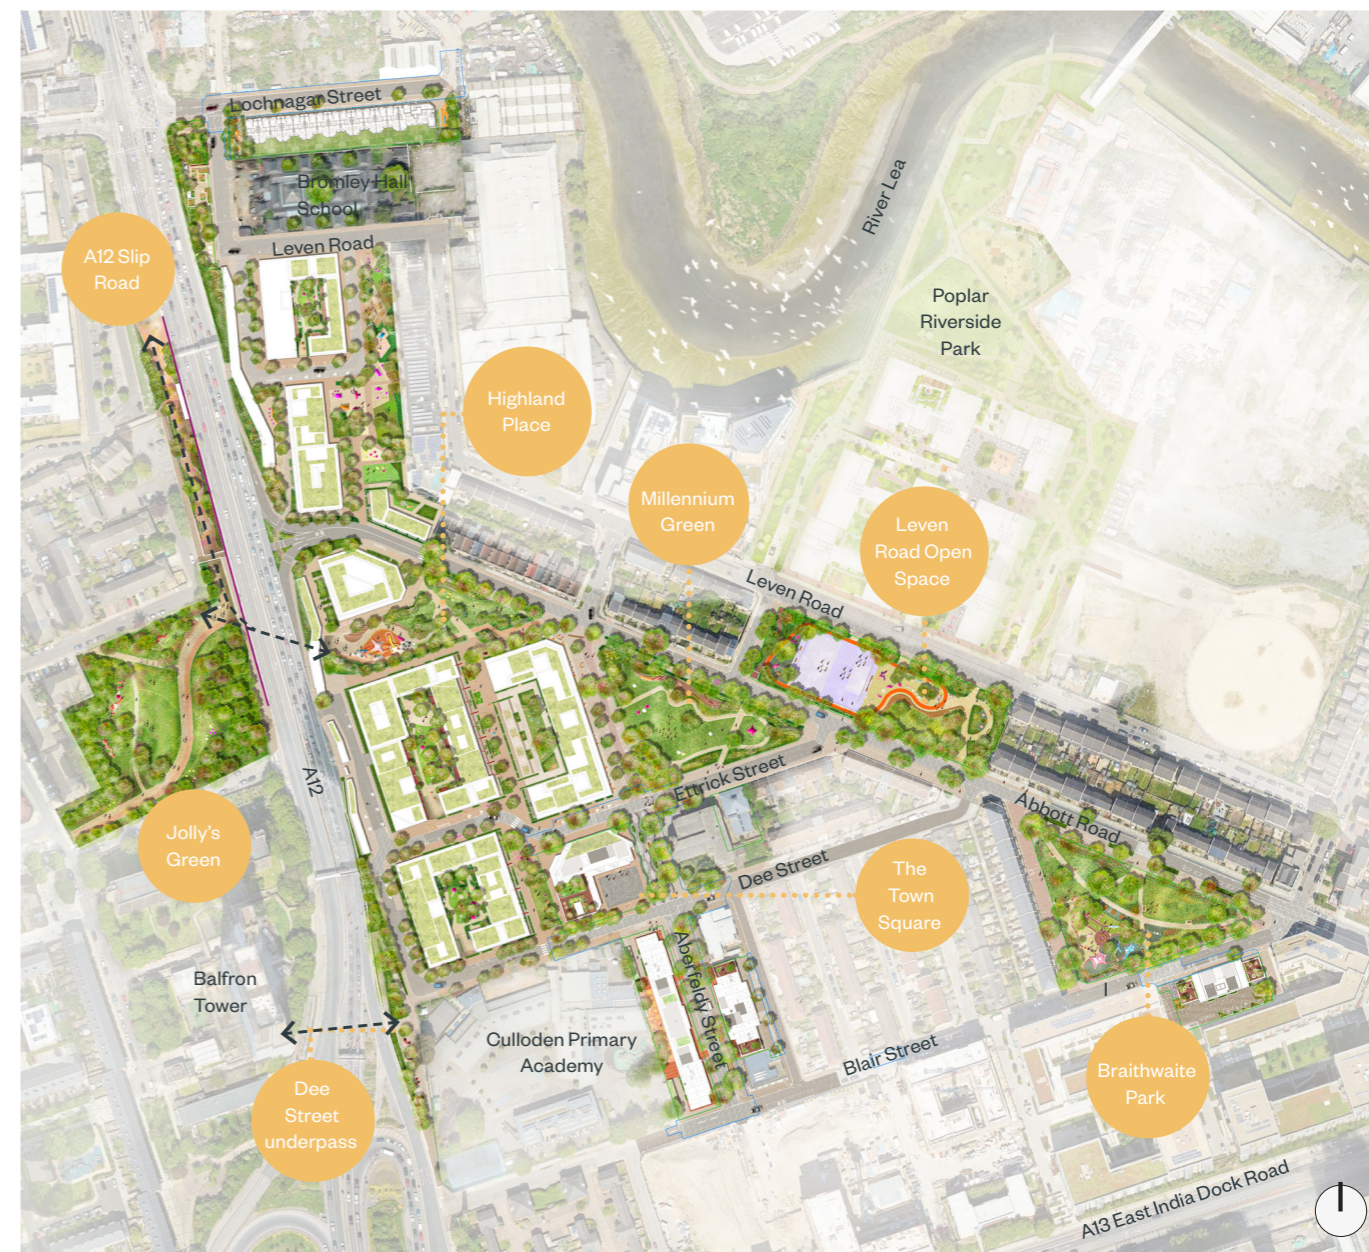 Lochnagar Street
Bromley Hall
School
Leven Road
River Lea
A12 Slip
Road
Poplar
Riverside
Park
Highland
Place
Millennium
Green
Leven
Road Open
Space
Leven Road
A12
Ettrick Street
Abbott Road
Jolly's
Green
Dee Street
The
Town
Square
Aberfeldy Street
Balfron
Tower
Culloden Primary
Academy
Blair Street
Braithwaite
Park
Dee
Street
underpass
A13 East India Dock Road